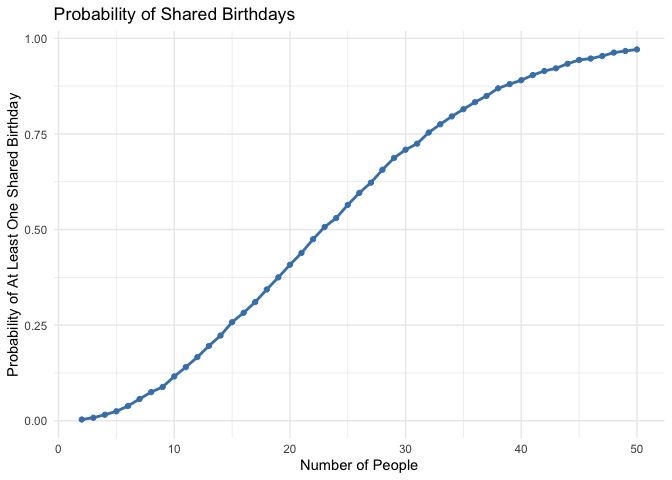 Probability of Shared Birthdays
Probability of At Least One Shared Birthday
1.00
0.75
0.50
0.25
0.00
0 10 20 30 40 50
Number of People